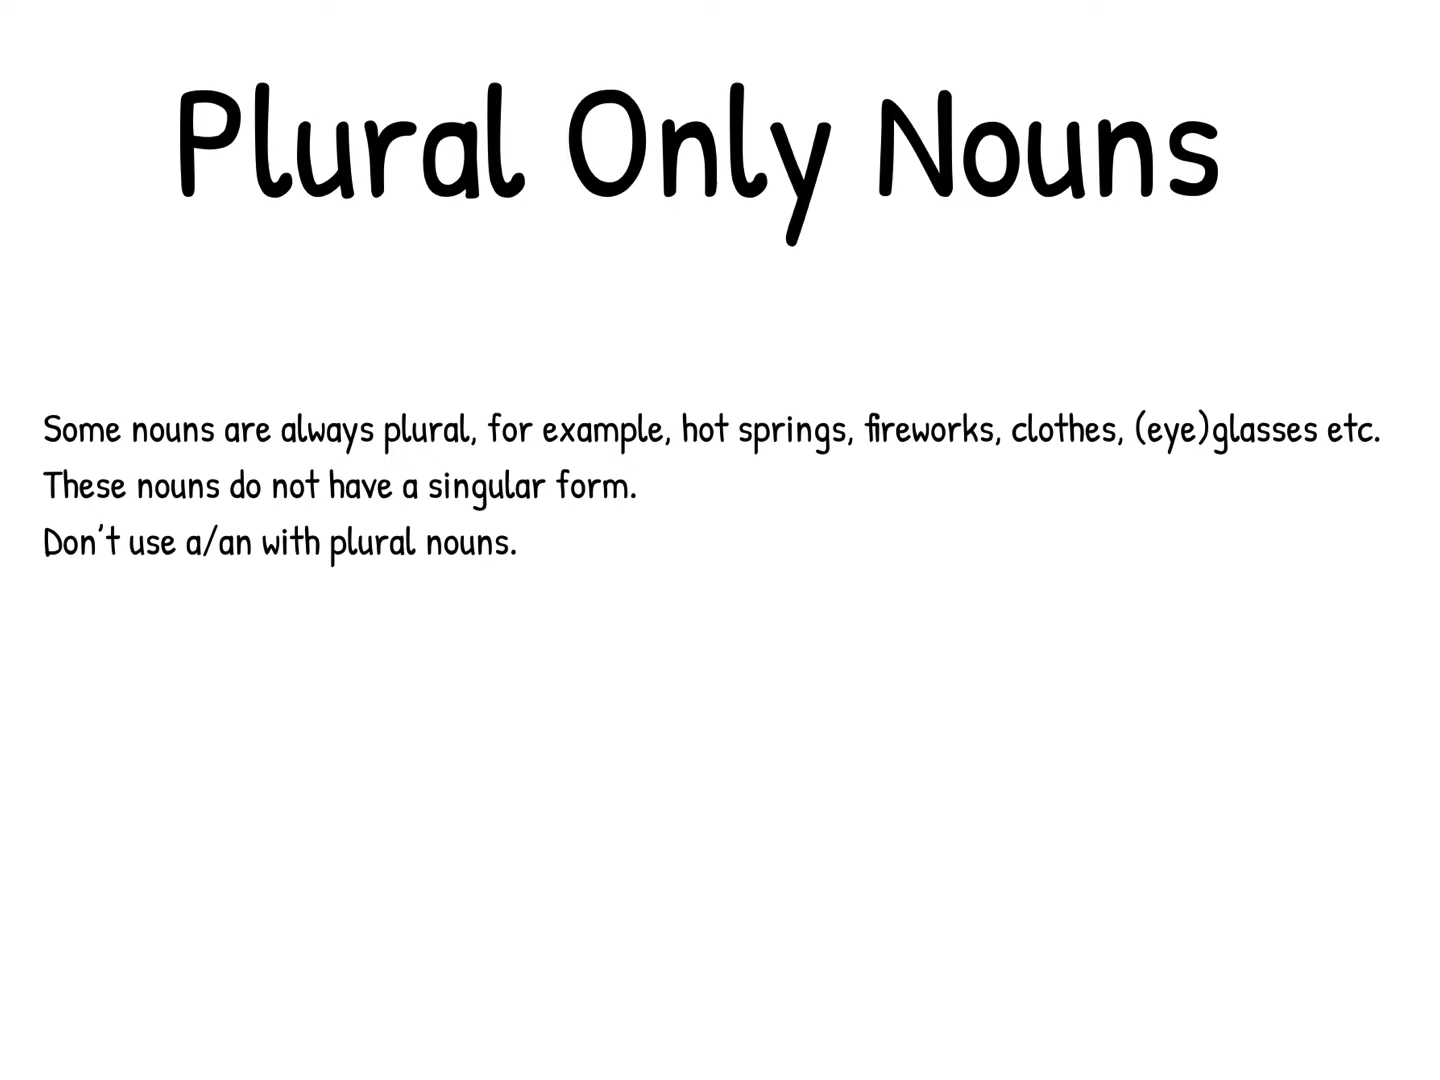 Plural Only Nouns
Some nouns are always plural, for example, hot springs, fireworks, clothes, (eye)glasses etc.
These nouns do not have a singular form.
Don't use a/an with plural nouns.